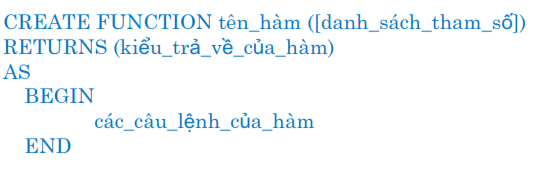 CREATE FUNCTION tên_hàm ([danh_sách_tham_số])
RETURNS (kiểu_trả_về_của_hàm)
AS
BEGIN
các_câu_lệnh_của_hàm
END